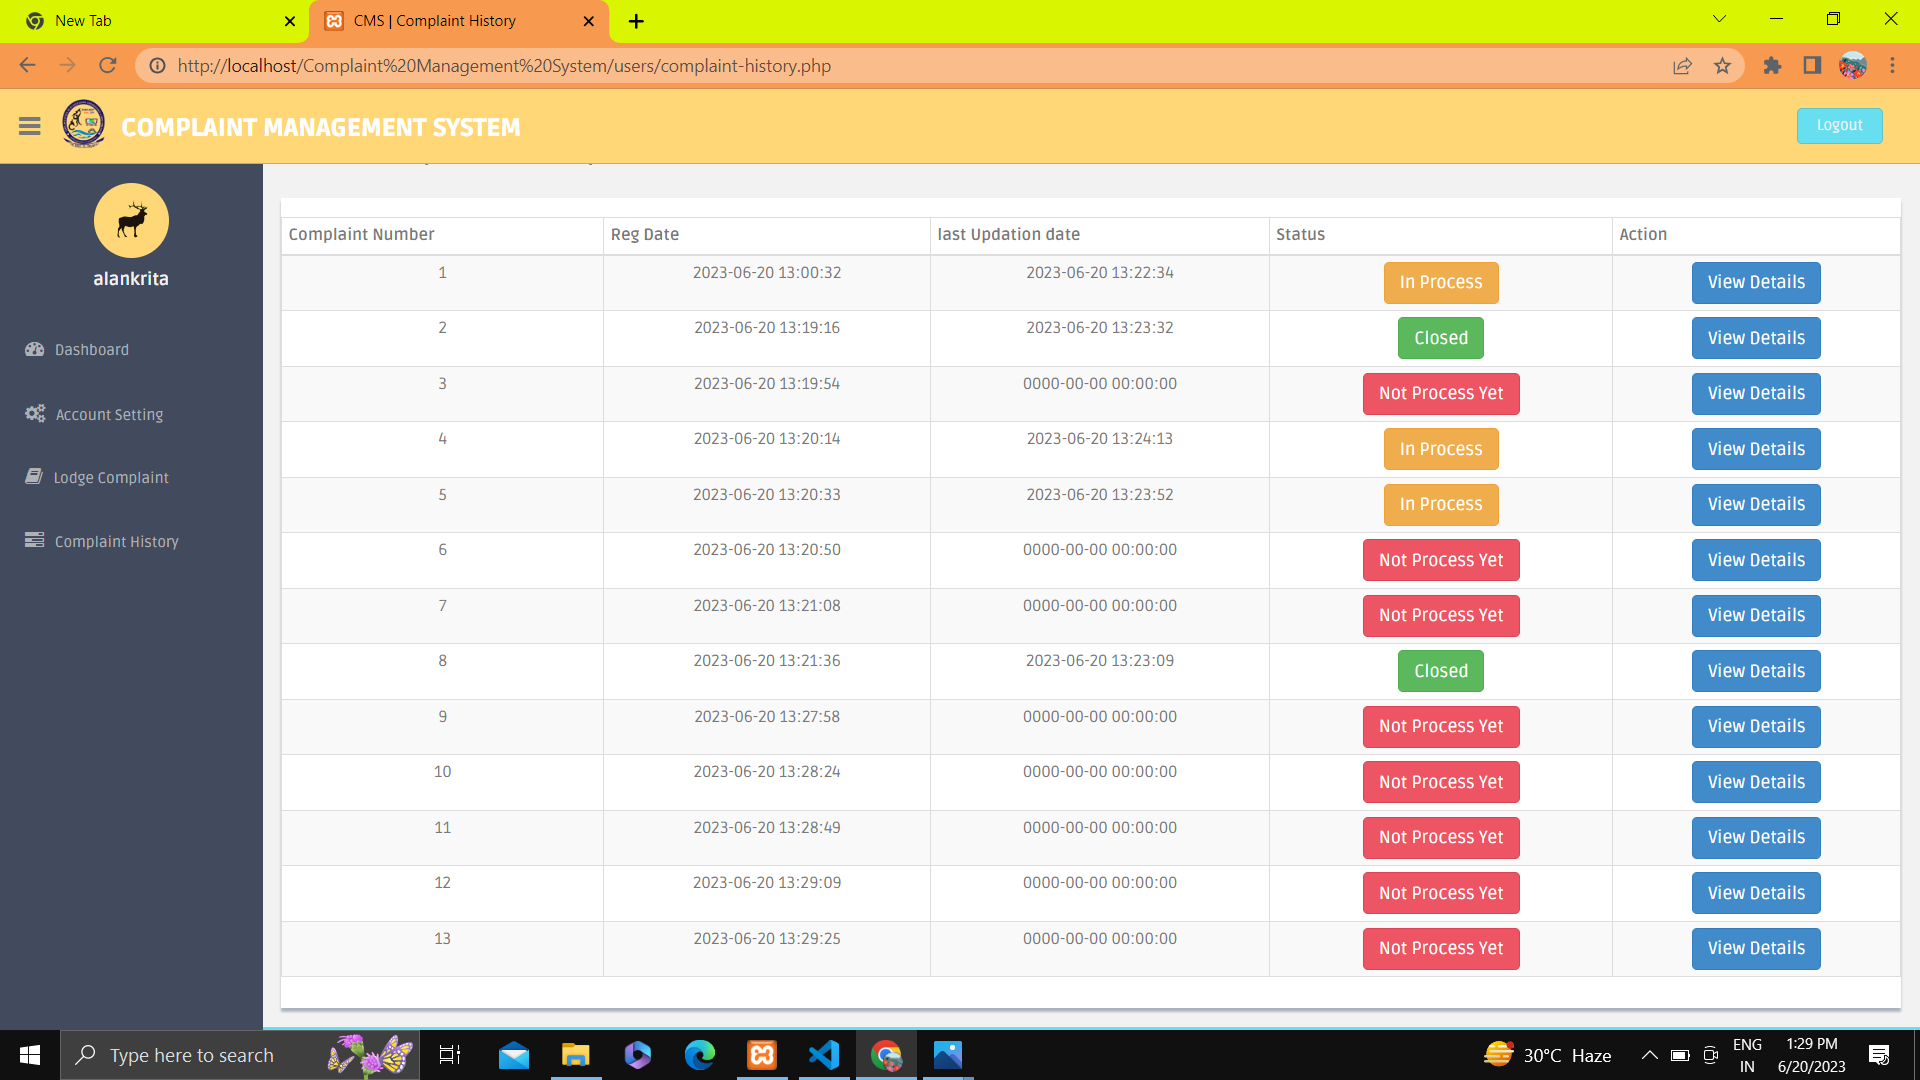 New Tab
CMS | Complaint History
http://localhost/Complaint%20Management%20System/users/complaint-history.php
COMPLAINT MANAGEMENT SYSTEM
Logout
alankrita
Dashboard
Account Setting
Lodge Complaint
Complaint History
Complaint Number Reg Date last Updation date Status Action
1 2023-06-20 13:00:32 2023-06-20 13:22:34 In Process View Details
2 2023-06-20 13:19:16 2023-06-20 13:23:32 Closed View Details
3 2023-06-20 13:19:54 0000-00-00 00:00:00 Not Process Yet View Details
4 2023-06-20 13:20:14 2023-06-20 13:24:13 In Process View Details
5 2023-06-20 13:20:33 2023-06-20 13:23:52 In Process View Details
6 2023-06-20 13:20:50 0000-00-00 00:00:00 Not Process Yet View Details
7 2023-06-20 13:21:08 0000-00-00 00:00:00 Not Process Yet View Details
8 2023-06-20 13:21:36 2023-06-20 13:23:09 Closed View Details
9 2023-06-20 13:27:58 0000-00-00 00:00:00 Not Process Yet View Details
10 2023-06-20 13:28:24 0000-00-00 00:00:00 Not Process Yet View Details
11 2023-06-20 13:28:49 0000-00-00 00:00:00 Not Process Yet View Details
12 2023-06-20 13:29:09 0000-00-00 00:00:00 Not Process Yet View Details
13 2023-06-20 13:29:25 0000-00-00 00:00:00 Not Process Yet View Details
Type here to search
30°C Haze
ENG
IN
1:29 PM
6/20/2023